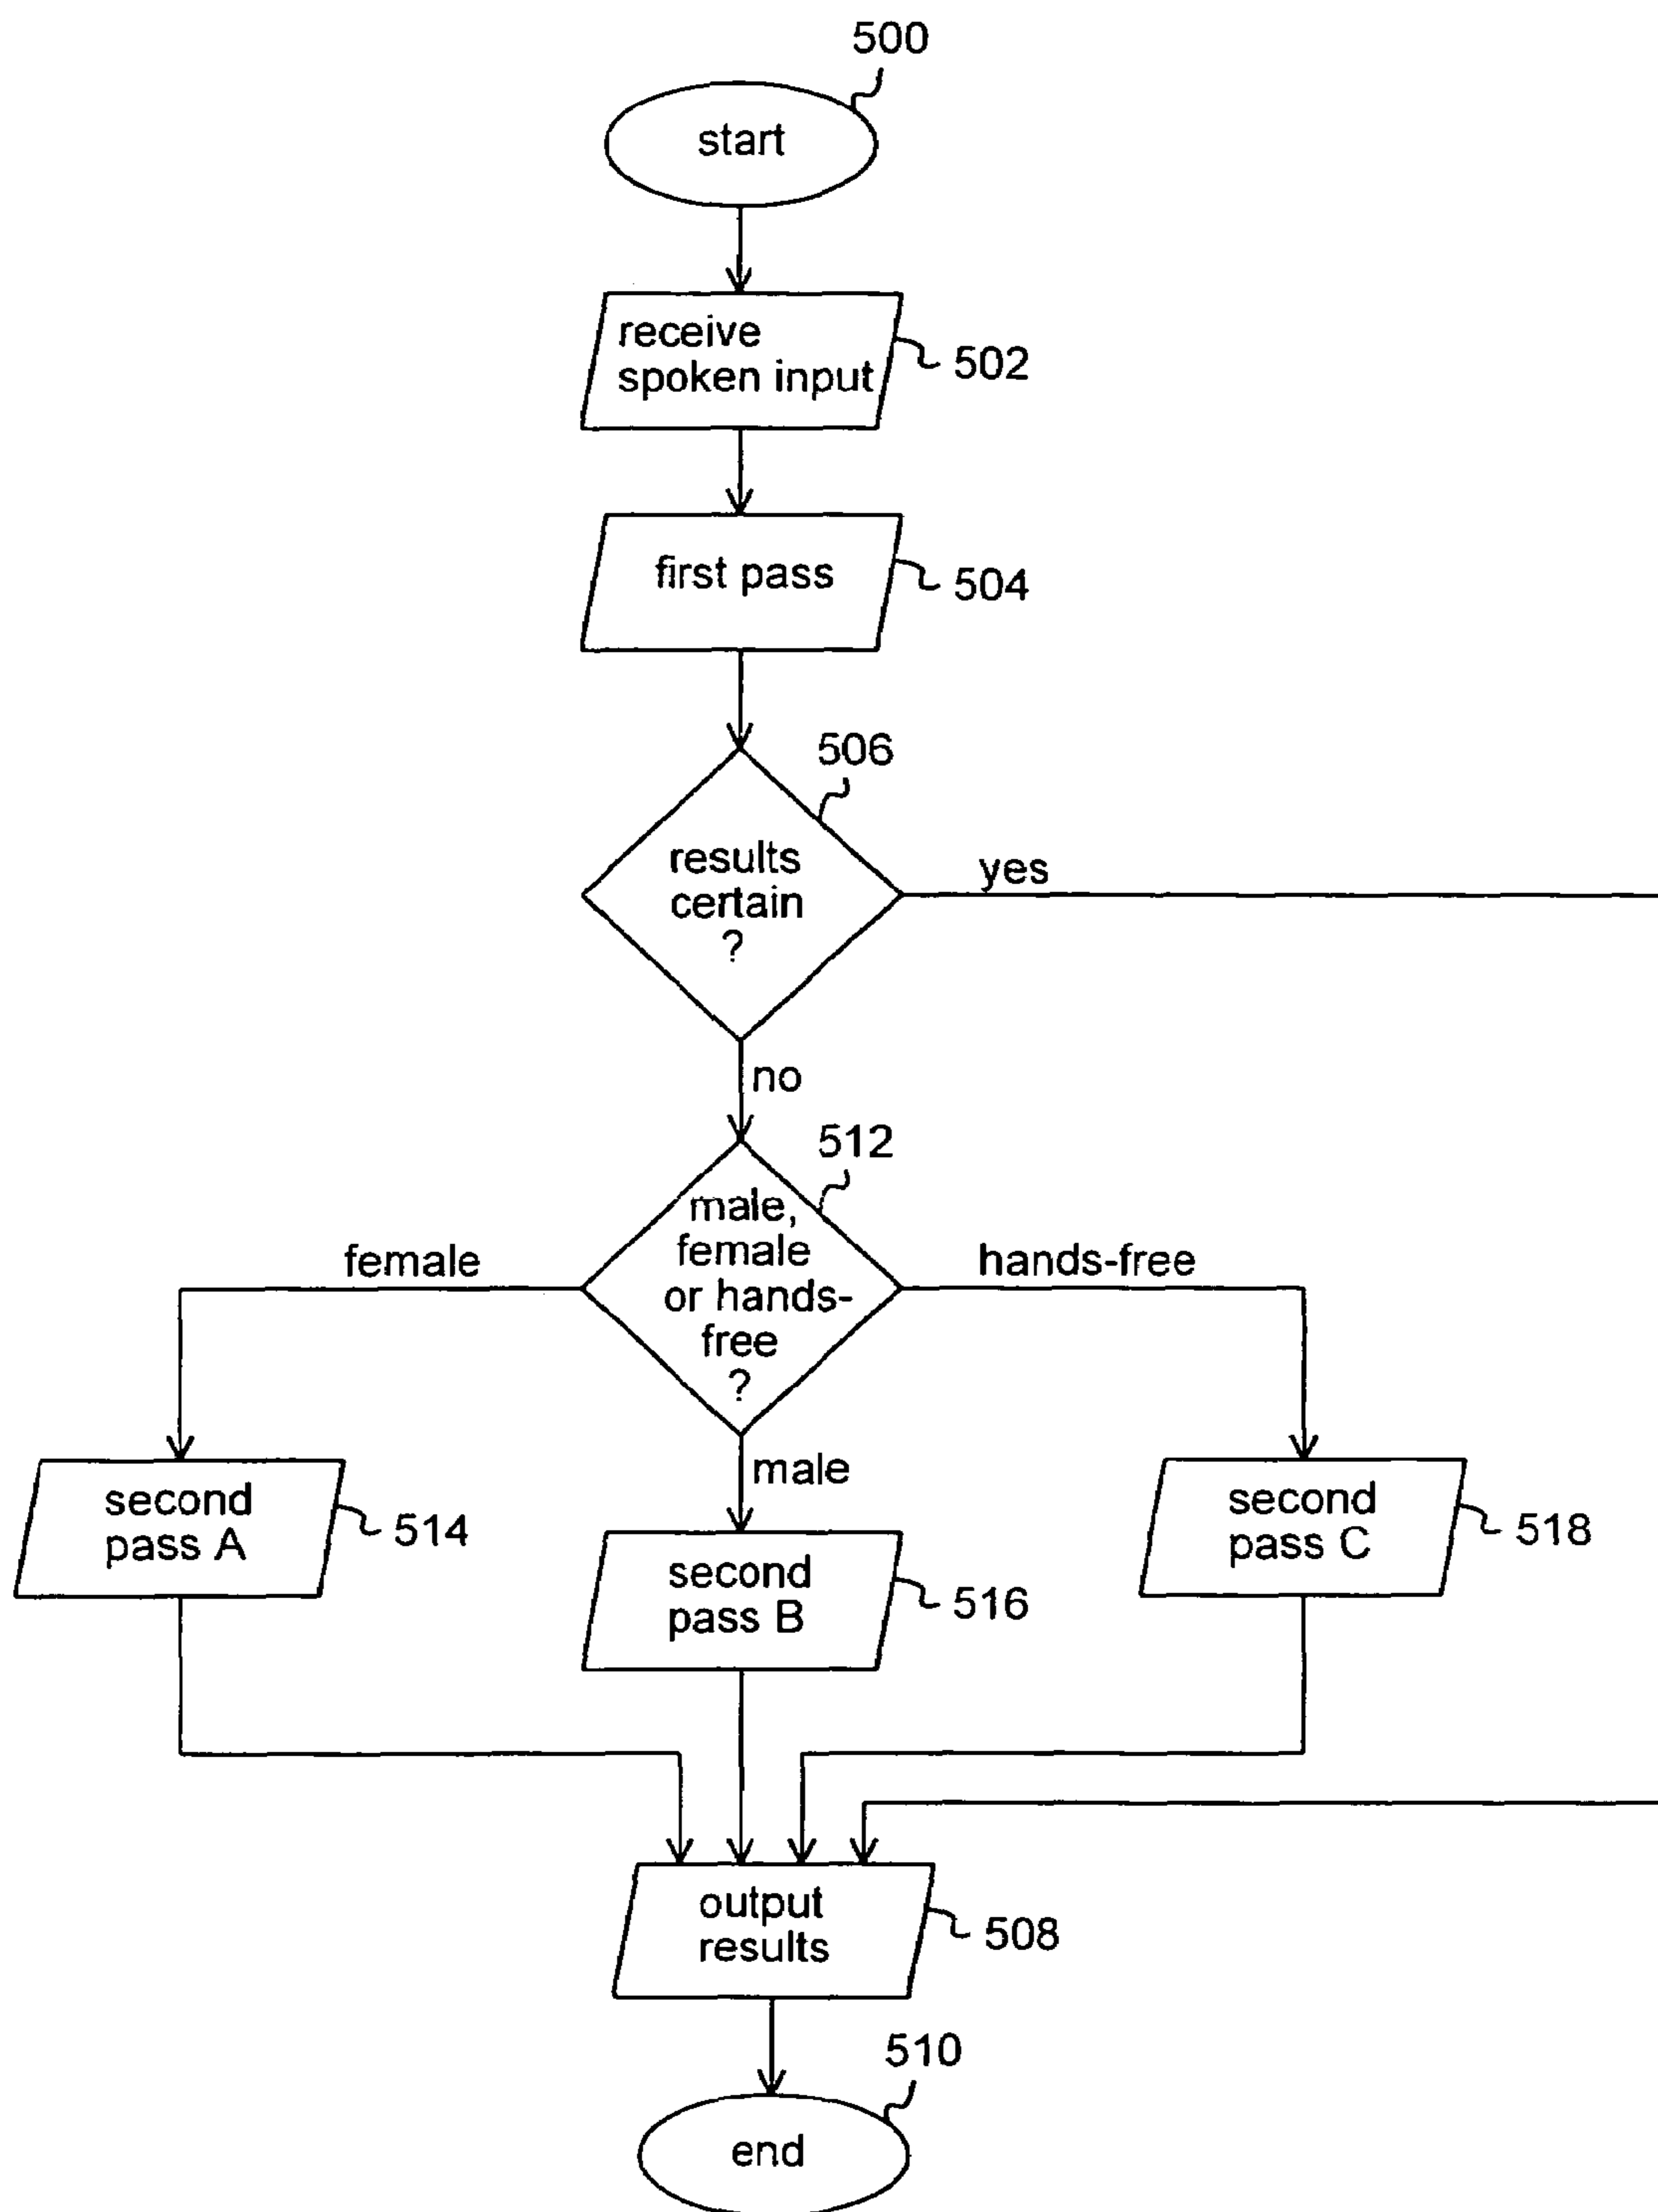 500
start
receive
spoken input
502
first pass
504
506
results
certain
?
yes
no
512
male,
female
or hands-
free
?
female
hands-free
male
second
pass A
514
second
pass B
516
second
pass C
518
output
results
508
510
end